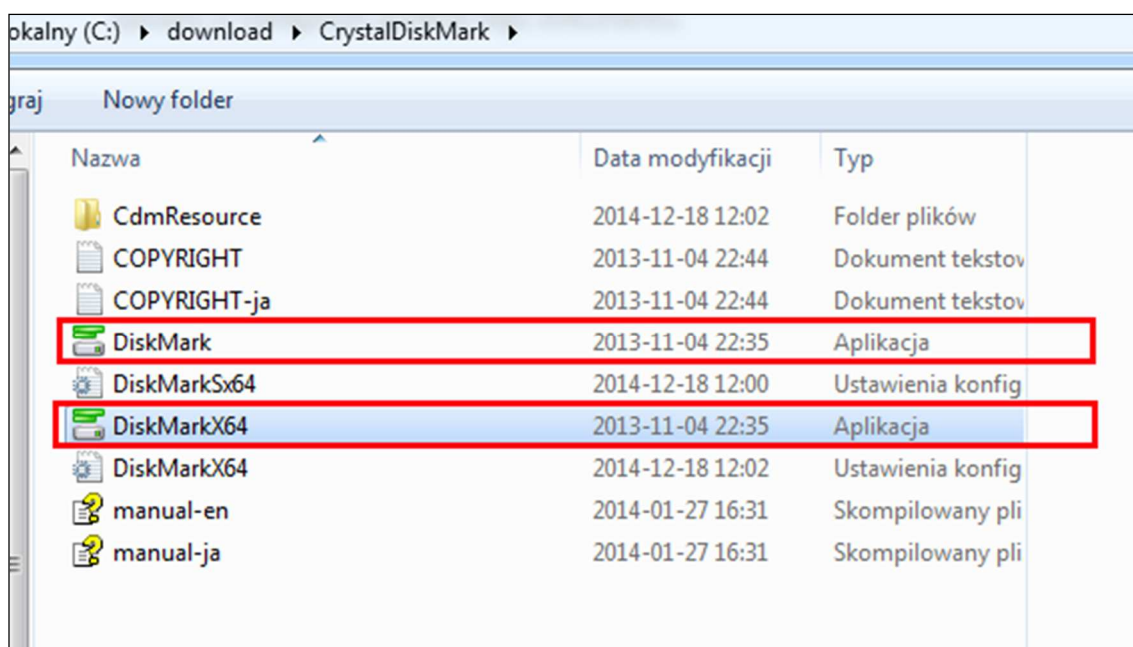 okalny (C:) ▸ download ▸ CrystalDiskMark ▸
graj Nowy folder
Nazwa Data modyfikacji Typ
CdmResource 2014-12-18 12:02 Folder plików
COPYRIGHT 2013-11-04 22:44 Dokument tekstow
COPYRIGHT-ja 2013-11-04 22:44 Dokument tekstow
DiskMark 2013-11-04 22:35 Aplikacja
DiskMarkSx64 2014-12-18 12:00 Ustawienia konfig
DiskMarkX64 2013-11-04 22:35 Aplikacja
DiskMarkX64 2014-12-18 12:02 Ustawienia konfig
manual-en 2014-01-27 16:31 Skompilowany pli
manual-ja 2014-01-27 16:31 Skompilowany pli